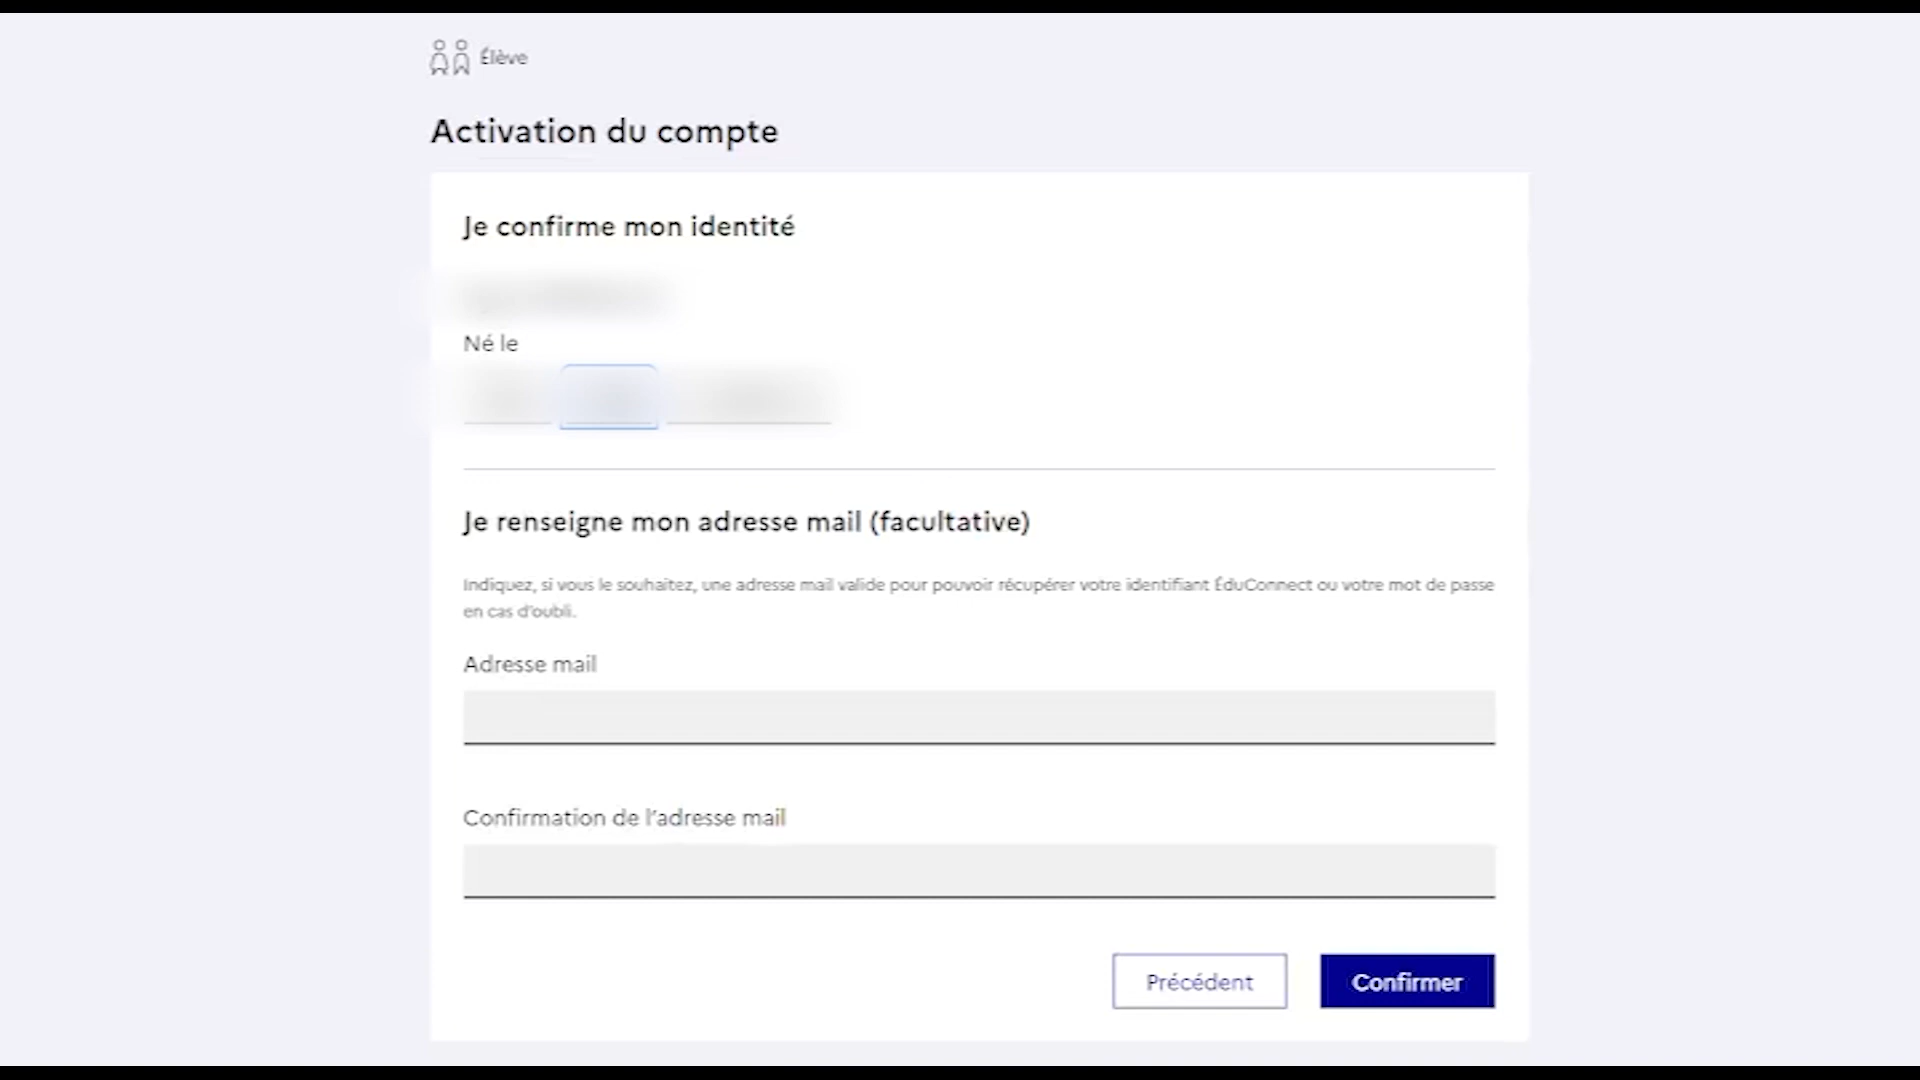 Élève
Activation du compte
Je confirme mon identité
Né le
Je renseigne mon adresse mail (facultative)
Indiquez, si vous le souhaitez, une adresse mail valide pour pouvoir récupérer votre identifiant ÉduConnect ou votre mot de passe
en cas d'oubli.
Adresse mail
Confirmation de l'adresse mail
Précédent
Confirmer